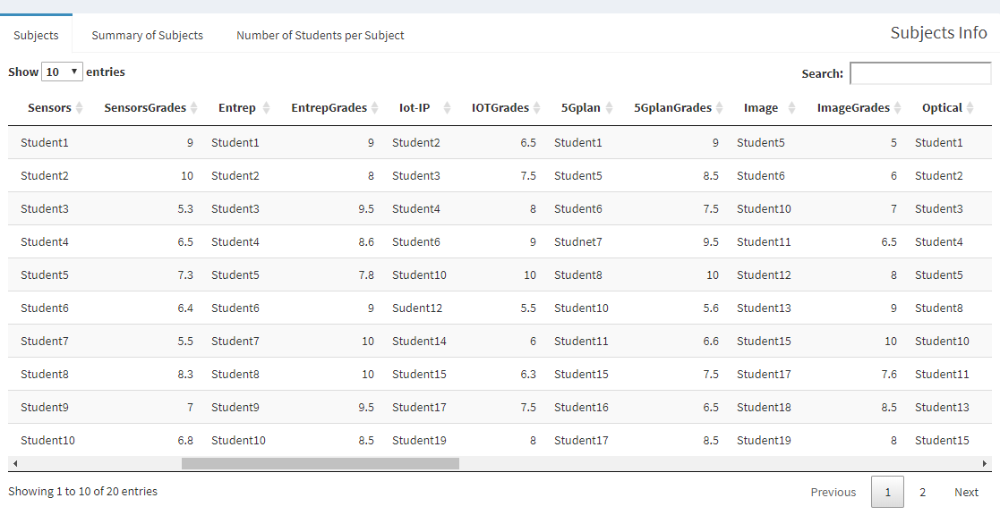 Subjects Summary of Subjects Number of Students per Subject Subjects Info
Show 10 entries Search:
Sensors SensorsGrades Entrep EntrepGrades Iot-IP IOTGrades 5Gplan 5GplanGrades Image ImageGrades Optical
Student1 9 Student1 9 Student2 6.5 Student1 9 Student5 5 Student1
Student2 10 Student2 8 Student3 7.5 Student5 8.5 Student6 6 Student2
Student3 5.3 Student3 9.5 Student4 8 Student6 7.5 Student10 7 Student3
Student4 6.5 Student4 8.6 Student6 9 Studnet7 9.5 Student11 6.5 Student4
Student5 7.3 Student5 7.8 Student10 10 Student8 10 Student12 8 Student5
Student6 6.4 Student6 9 Sudent12 5.5 Student10 5.6 Student13 9 Student8
Student7 5.5 Student7 10 Student14 6 Student11 6.6 Student15 10 Student10
Student8 8.3 Student8 10 Student15 6.3 Student15 7.5 Student17 7.6 Student11
Student9 7 Student9 9.5 Student17 7.5 Student16 6.5 Student18 8.5 Student13
Student10 6.8 Student10 8.5 Student19 8 Student17 8.5 Student19 8 Student15
Showing 1 to 10 of 20 entries Previous 1 2 Next